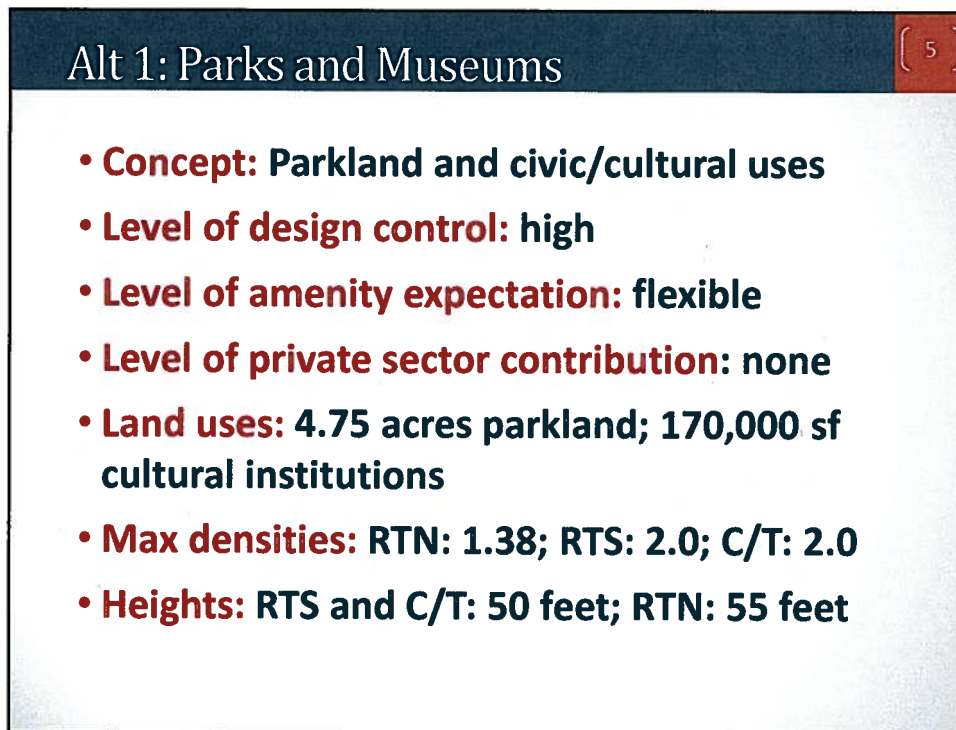 Alt 1: Parks and Museums
[ 5 ]
• Concept: Parkland and civic/cultural uses
• Level of design control: high
• Level of amenity expectation: flexible
• Level of private sector contribution: none
• Land uses: 4.75 acres parkland; 170,000 sf
cultural institutions
• Max densities: RTN: 1.38; RTS: 2.0; C/T: 2.0
• Heights: RTS and C/T: 50 feet; RTN: 55 feet